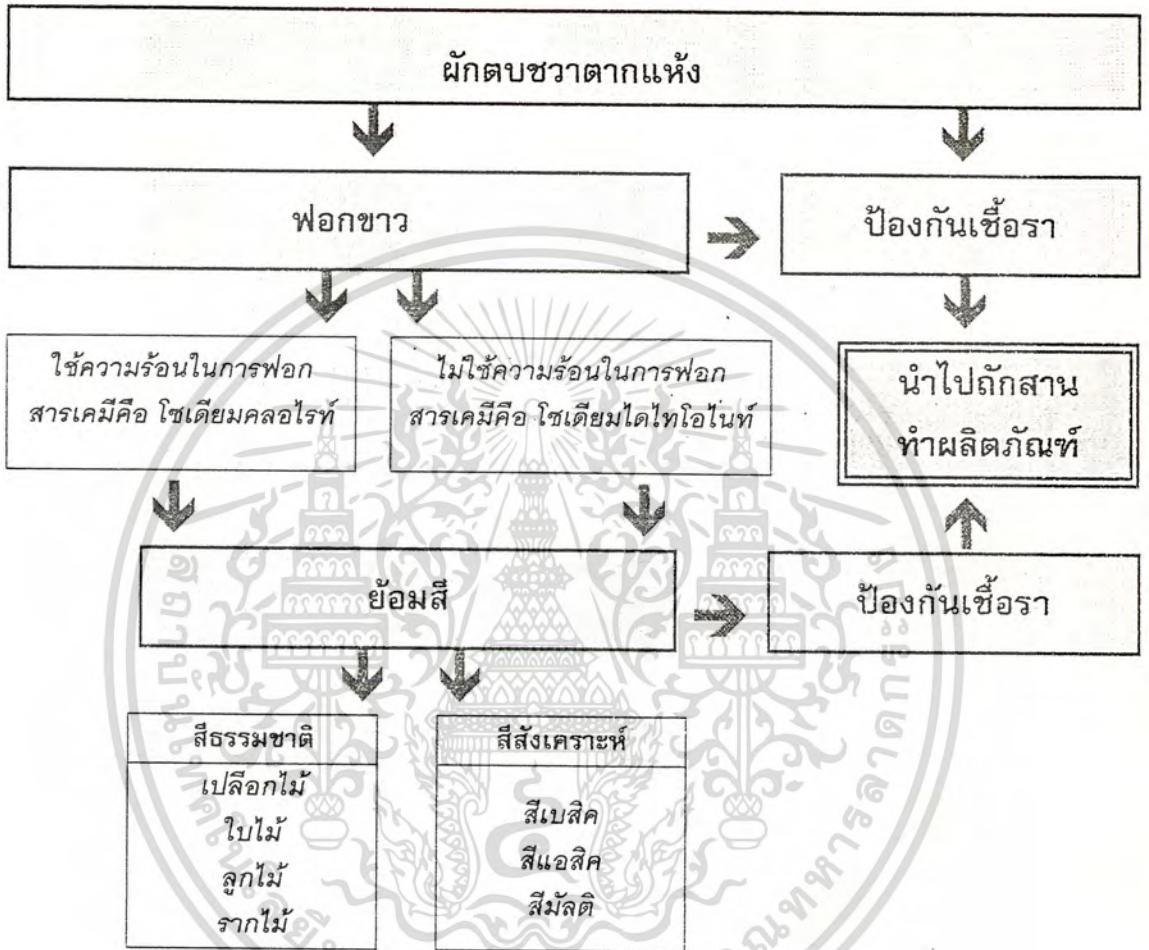 ผักตบชวาตากแห้ง
ฟอกขาว
ป้องกันเชื้อรา
ใช้ความร้อนในการฟอก
สารเคมีคือ โซเดียมคลอไรท์
ไม่ใช้ความร้อนในการฟอก
สารเคมีคือ โซเดียมไดไทโอไนท์
นำไปถักสาน
ทำผลิตภัณฑ์
ย้อมสี
ป้องกันเชื้อรา
สีธรรมชาติ
เปลือกไม้
ใบไม้
ลูกไม้
รากไม้
สีสังเคราะห์
สีเบสิค
สีแอสิค
สีมัลติ